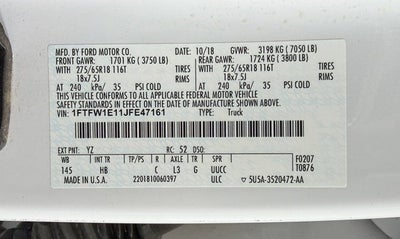 MFD. BY FORD MOTOR CO. 10/18 GVWR: 3198 KG (7050 LB)
FRONT GAWR: 1701 KG (3750 LB) REAR GAWR: 1724 KG (3800 LB)
WITH TIRES WITH TIRES
275/65R18 116T RIMS 275/65R18 116T RIMS
18x7.5J 18x7.5J
AT 240 kPa/ 35 PSI COLD AT 240 kPa/ 35 PSI COLD
THIS VEHICLE CONFORMS TO ALL APPLICABLE FEDERAL MOTOR VEHICLE
SAFETY STANDARDS IN EFFECT ON THE DATE OF MANUFACTURE SHOWN ABOVE.
VIN: 1FTFW1E11JFE47161 TYPE: Truck
EXT PNT: YZ RC: 52 DSO: F0207
WB INT TR TP/PS R AXLE TR SPR T0876
145 HB C L3 G UUCC
MADE IN U.S.A. 2201810060397 ULC 5U5A-3520472-AA